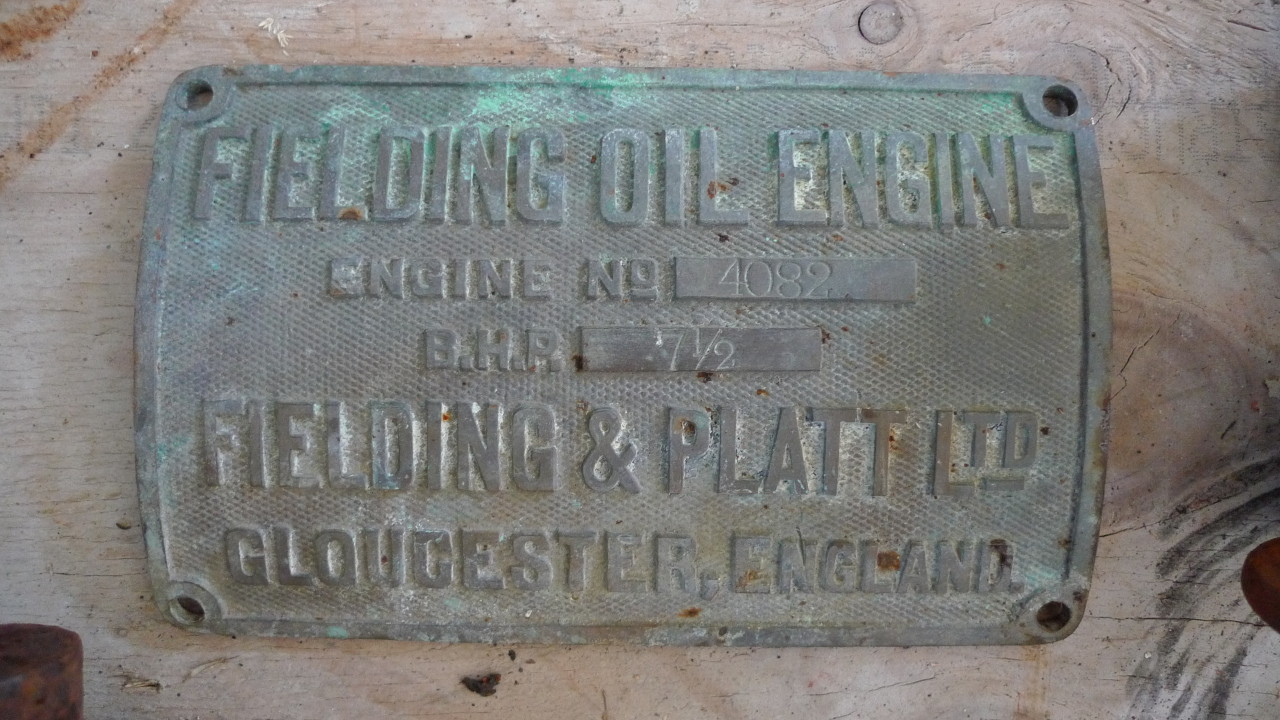 FIELDING OIL ENGINE
ENGINE No 4082
B.H.P. 7½
FIELDING & PLATT LTD
GLOUCESTER, ENGLAND.